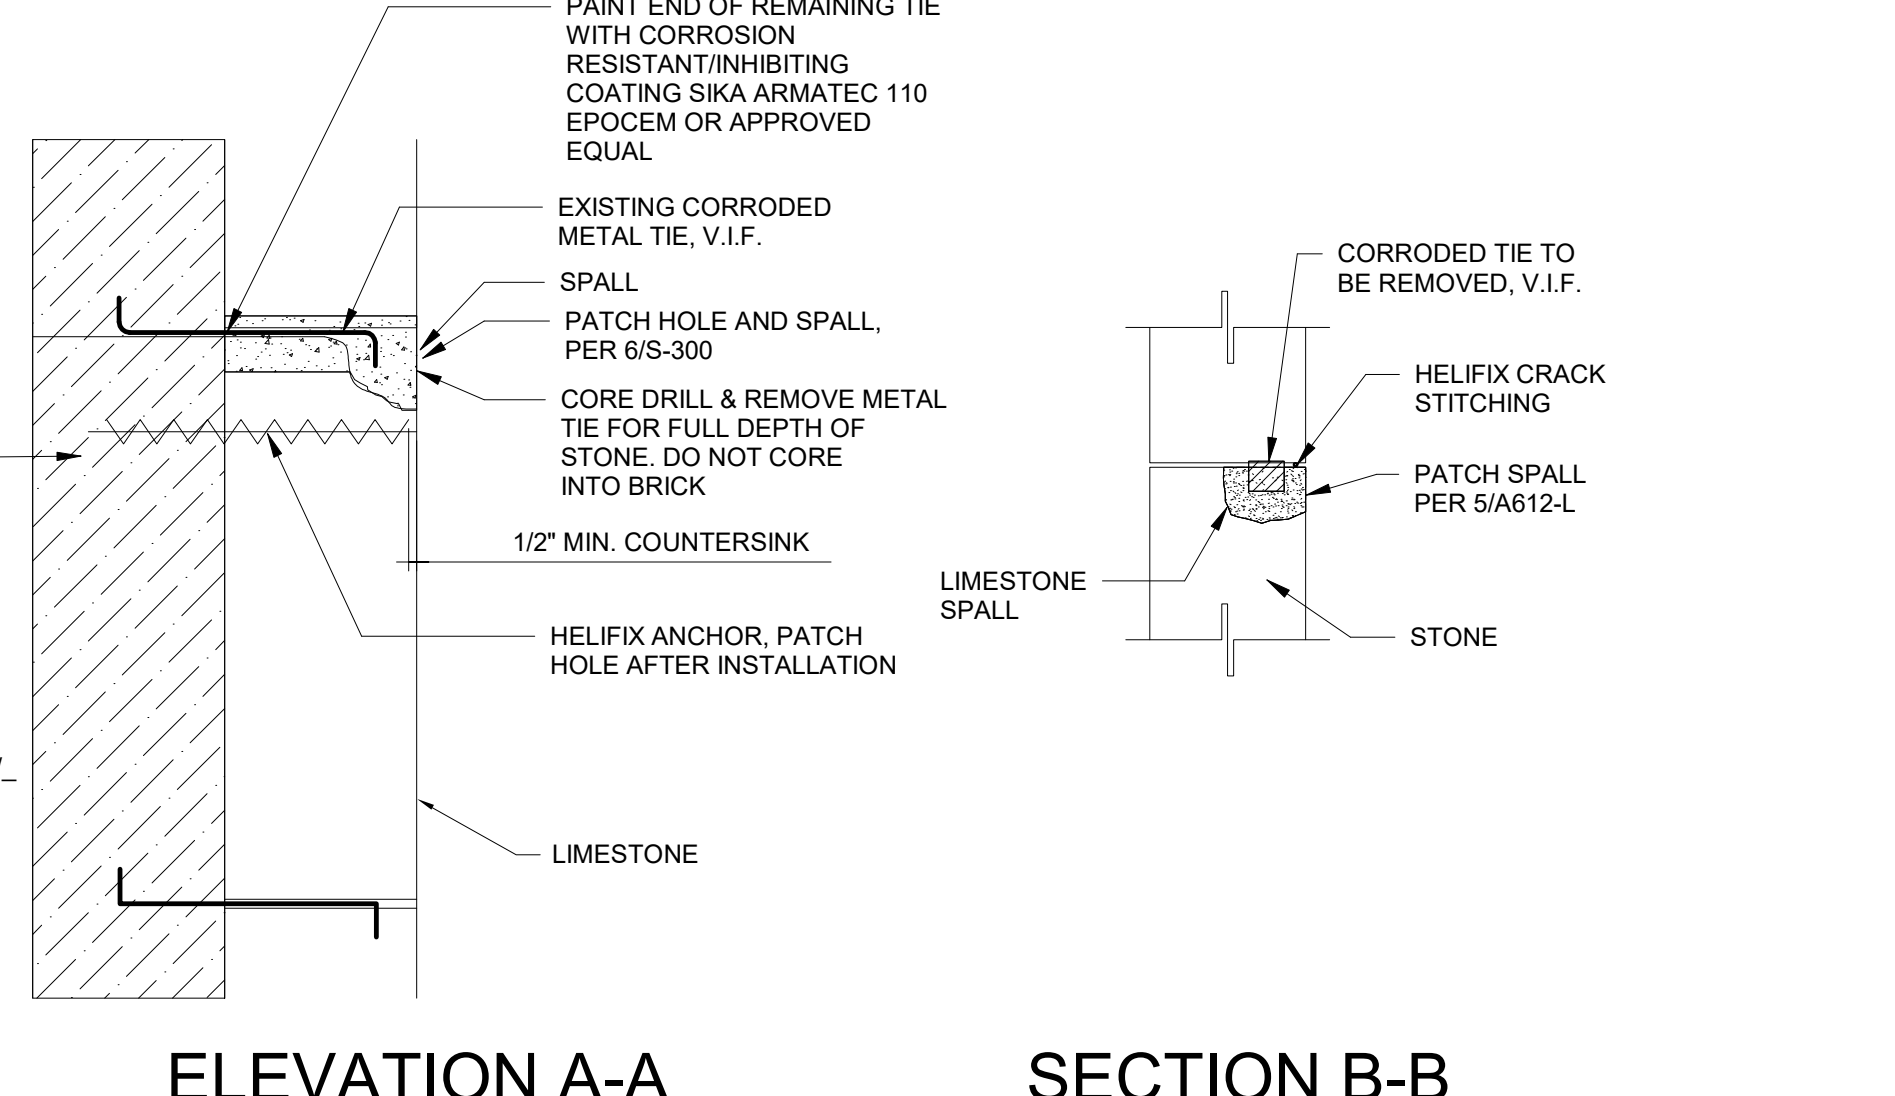 PAINT END OF REMAINING TIE
WITH CORROSION
RESISTANT/INHIBITING
COATING SIKA ARMATEC 110
EPOCEM OR APPROVED
EQUAL
EXISTING CORRODED
METAL TIE, V.I.F.
SPALL
PATCH HOLE AND SPALL,
PER 6/S-300
CORE DRILL & REMOVE METAL
TIE FOR FULL DEPTH OF
STONE. DO NOT CORE
INTO BRICK
1/2" MIN. COUNTERSINK
HELIFIX ANCHOR, PATCH
HOLE AFTER INSTALLATION
LIMESTONE
ELEVATION A-A
CORRODED TIE TO
BE REMOVED, V.I.F.
HELIFIX CRACK
STITCHING
PATCH SPALL
PER 5/A612-L
LIMESTONE
SPALL
STONE
SECTION B-B